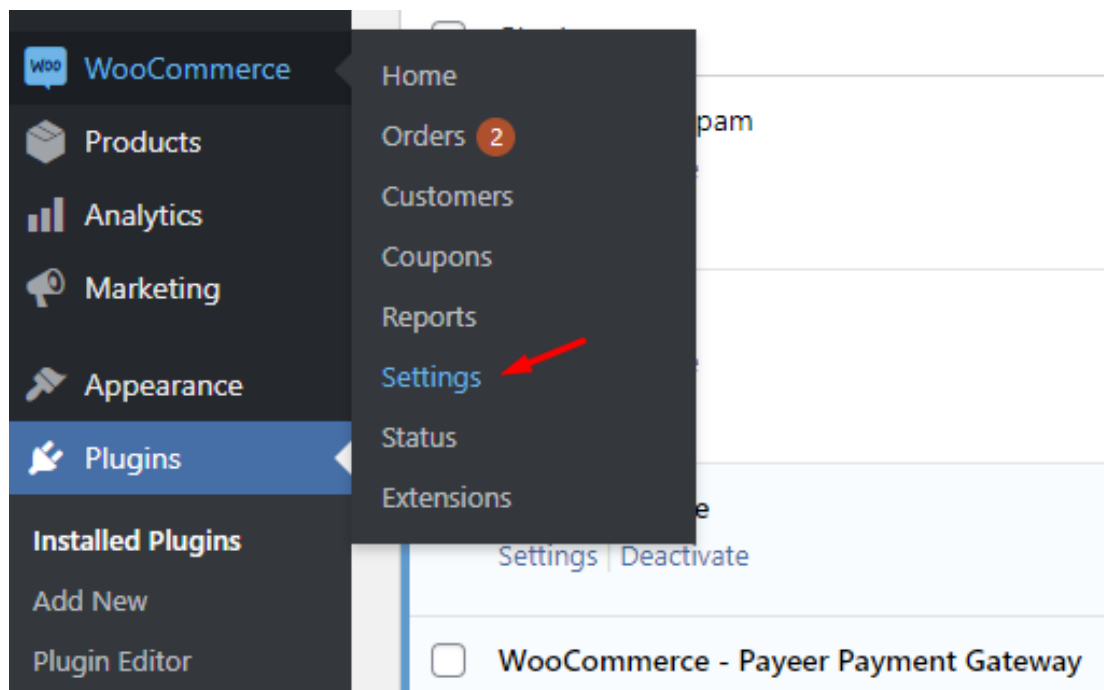 Woo WooCommerce
Products
Analytics
Marketing
Appearance
Plugins
Installed Plugins
Add New
Plugin Editor
Home
Orders 2
Customers
Coupons
Reports
Settings
Status
Extensions
pam
e
Settings | Deactivate
WooCommerce - Payeer Payment Gateway